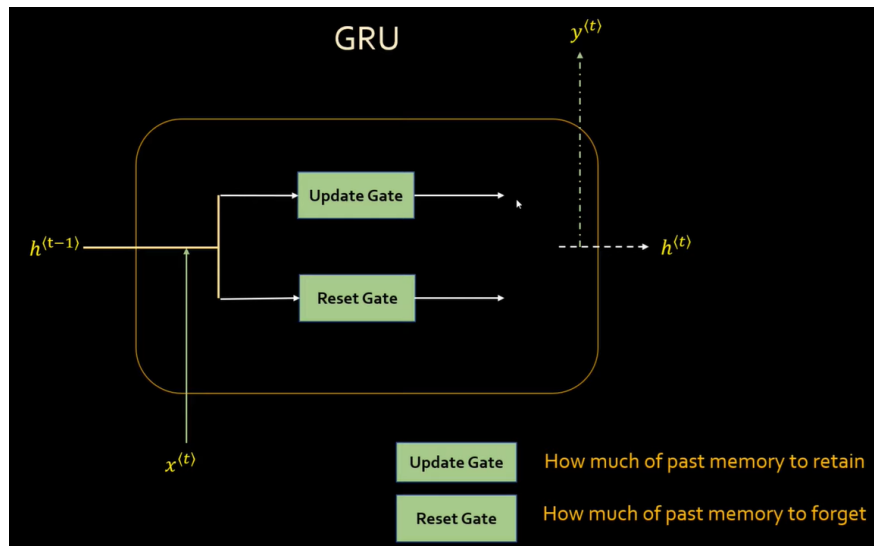 GRU
y⟨t⟩
Update Gate
h⟨t−1⟩
h⟨t⟩
Reset Gate
x⟨t⟩
Update Gate How much of past memory to retain
Reset Gate How much of past memory to forget